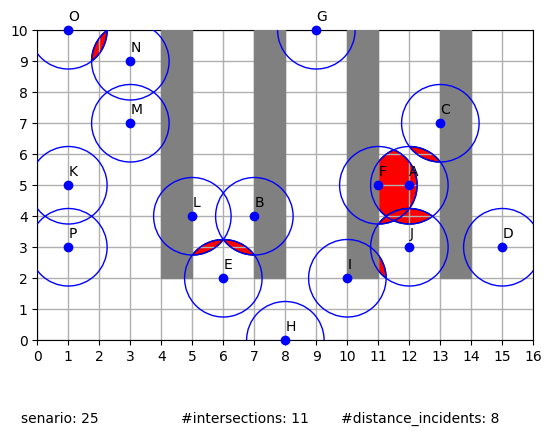 O G
10
N
9
8
M C
7
6
K F A
5
L B
4
P J D
3
E I
2
1
H
0
0 1 2 3 4 5 6 7 8 9 10 11 12 13 14 15 16
senario: 25 #intersections: 11 #distance_incidents: 8